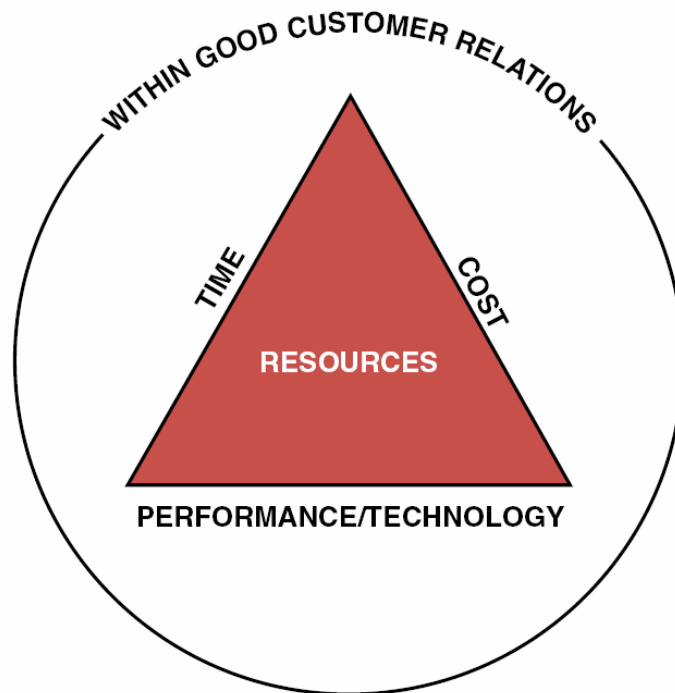 WITHIN GOOD CUSTOMER RELATIONS
TIME
COST
RESOURCES
PERFORMANCE/TECHNOLOGY